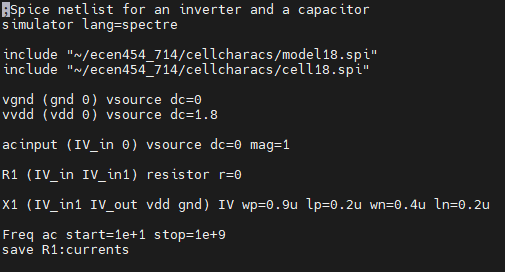 ;Spice netlist for an inverter and a capacitor
simulator lang=spectre
include "~/ecen454_714/cellcharacs/model18.spi"
include "~/ecen454_714/cellcharacs/cell18.spi"
vgnd (gnd 0) vsource dc=0
vvdd (vdd 0) vsource dc=1.8
acinput (IV_in 0) vsource dc=0 mag=1
R1 (IV_in IV_in1) resistor r=0
X1 (IV_in1 IV_out vdd gnd) IV wp=0.9u lp=0.2u wn=0.4u ln=0.2u
Freq ac start=1e+1 stop=1e+9
save R1:currents